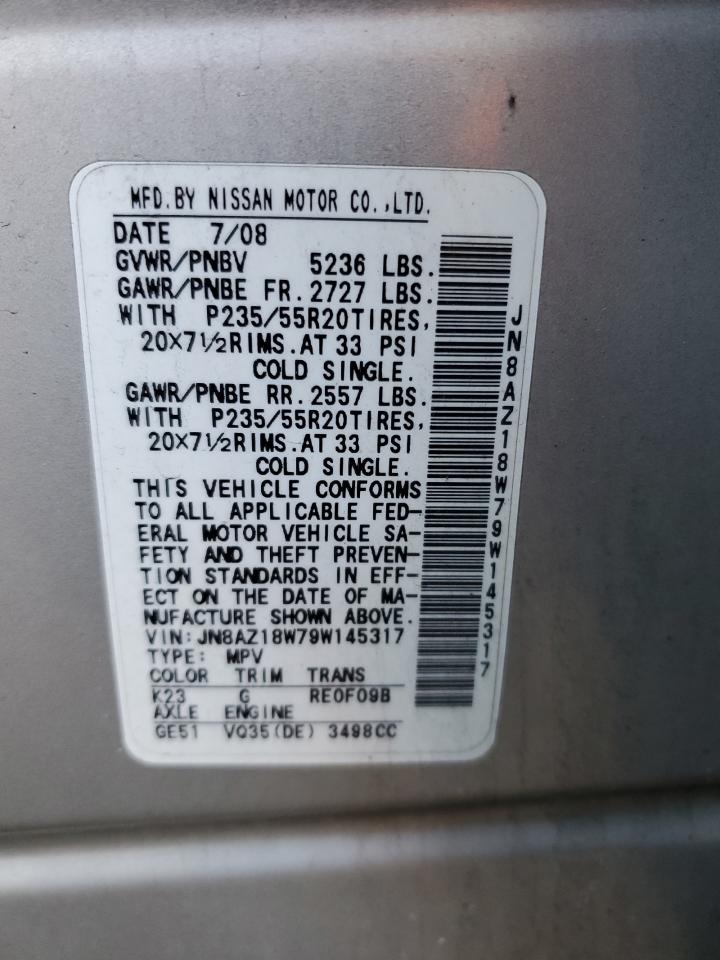 MFD.BY NISSAN MOTOR CO.,LTD.
DATE 7/08
GVWR/PNBV 5236 LBS.
GAWR/PNBE FR.2727 LBS.
WITH P235/55R20TIRES,
20X7½RIMS.AT 33 PSI
COLD SINGLE.
GAWR/PNBE RR.2557 LBS.
WITH P235/55R20TIRES,
20X7½RIMS.AT 33 PSI
COLD SINGLE.
THIS VEHICLE CONFORMS
TO ALL APPLICABLE FED-
ERAL MOTOR VEHICLE SA-
FETY AND THEFT PREVEN-
TION STANDARDS IN EFF-
ECT ON THE DATE OF MA-
NUFACTURE SHOWN ABOVE.
VIN:JN8AZ18W79W145317
TYPE: MPV
COLOR TRIM TRANS
K23 G RE0F09B
AXLE ENGINE
GE51 VQ35(DE) 3498CC
JN8AZ18W79W145317